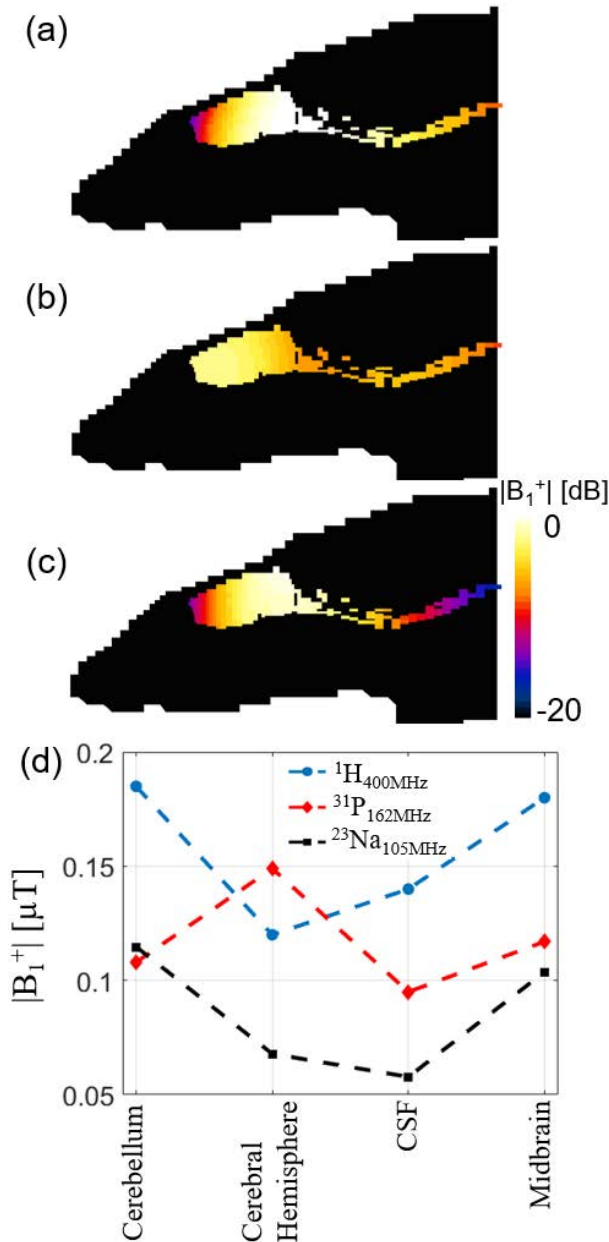 (a)
(b)
|B₁⁺| [dB]
0
(c)
-20
(d)
0.2
¹H₄₀₀MHz
³¹P₁₆₂MHz
²³Na₁₀₅MHz
0.15
|B₁⁺| [μT]
0.1
0.05
Cerebellum
Cerebral
Hemisphere
CSF
Midbrain